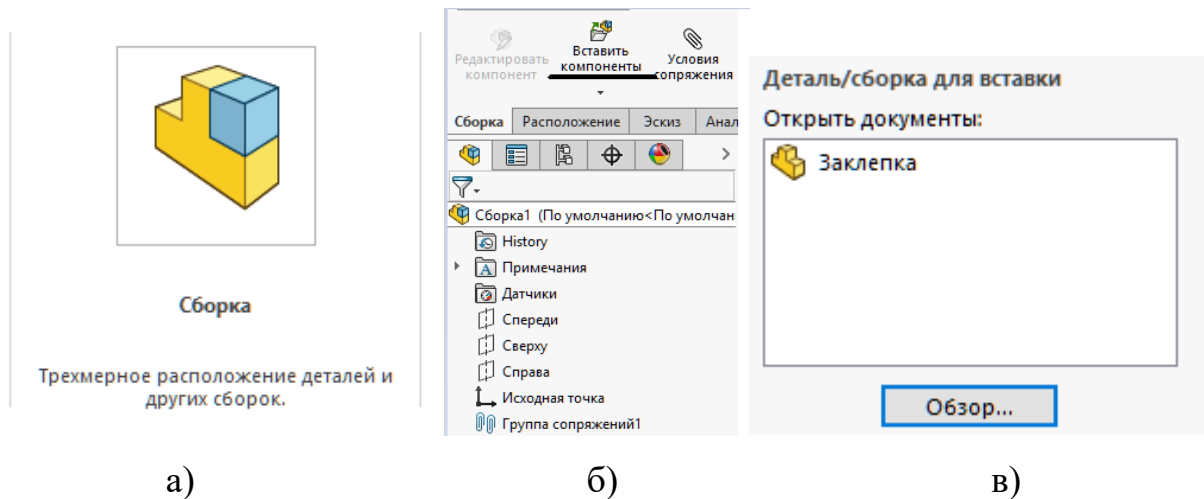 Сборка
Трехмерное расположение деталей и
других сборок.
а)
Редактировать
компонент
Вставить
компоненты
Условия
сопряжения
Сборка Расположение Эскиз Анал
Сборка1 (По умолчанию<По умолчан
History
Примечания
Датчики
Спереди
Сверху
Справа
Исходная точка
Группа сопряжений1
б)
Деталь/сборка для вставки
Открыть документы:
Заклепка
Обзор...
в)